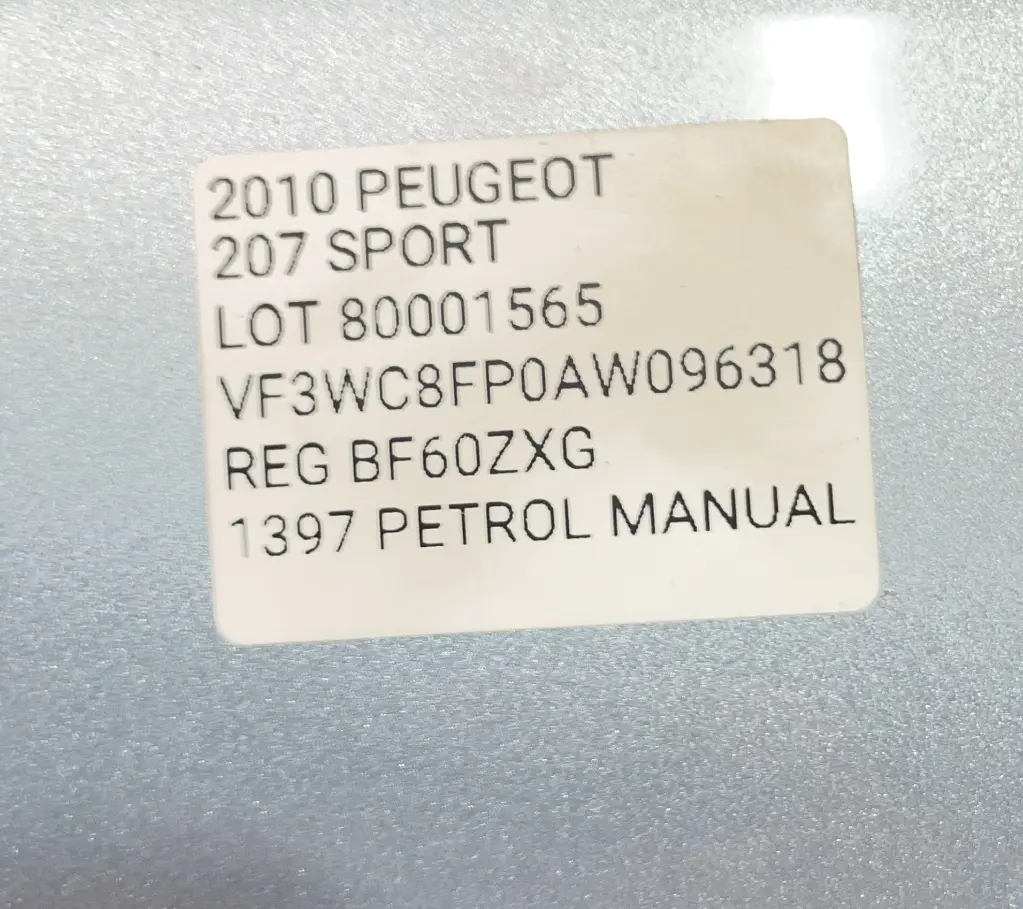 2010 PEUGEOT
207 SPORT
LOT 80001565
VF3WC8FP0AW096318
REG BF60ZXG
1397 PETROL MANUAL